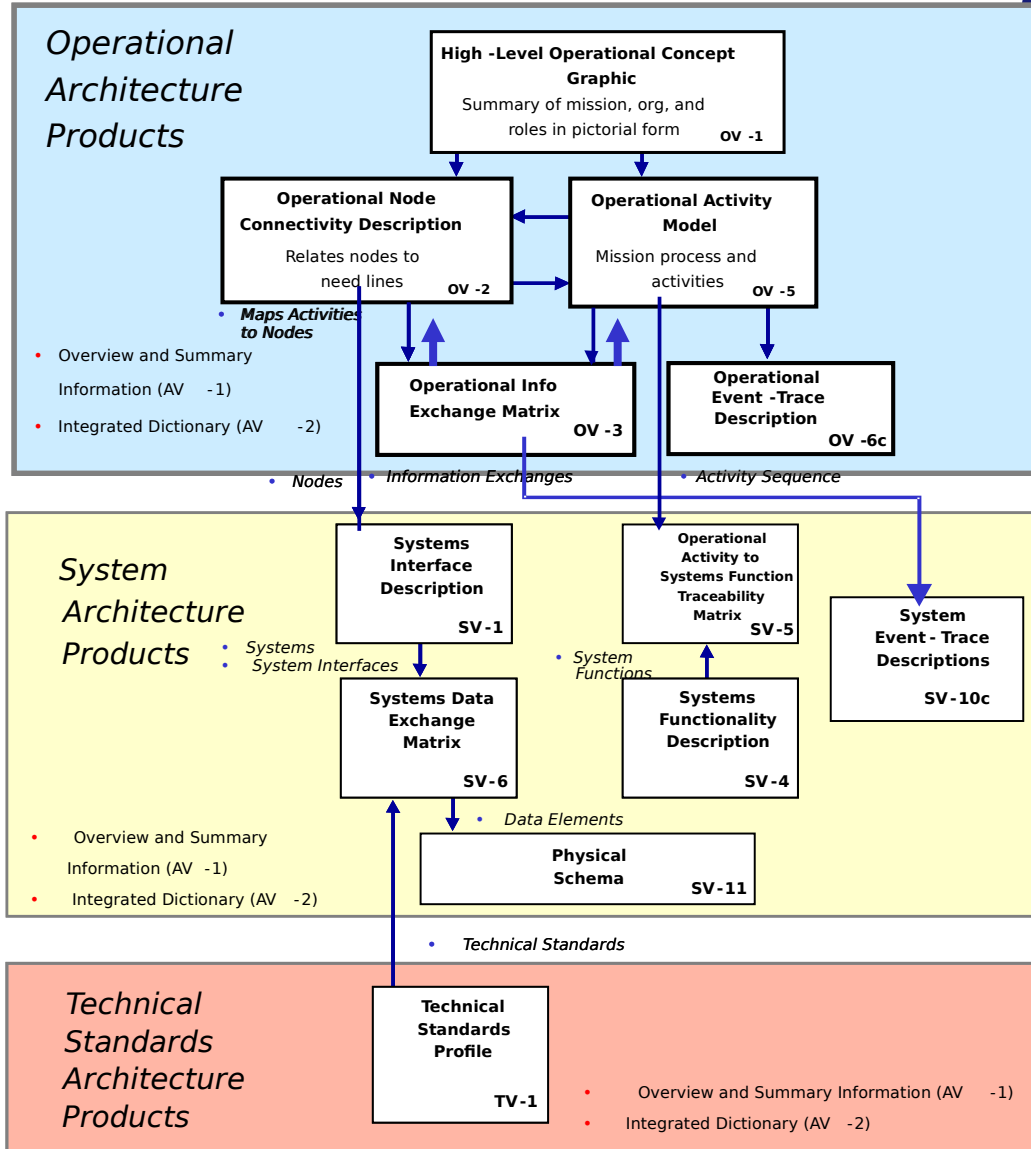 Operational
Architecture
Products
High -Level Operational Concept
Graphic
Summary of mission, org, and
roles in pictorial form
OV -1
Operational Node
Connectivity Description
Relates nodes to
need lines
OV -2
Operational Activity
Model
Mission process and
activities
OV -5
• Maps Activities
to Nodes
• Overview and Summary
Information (AV -1)
• Integrated Dictionary (AV -2)
Operational Info
Exchange Matrix
OV -3
Operational
Event -Trace
Description
OV -6c
• Nodes
• Information Exchanges
• Activity Sequence
System
Architecture
Products
Systems
Interface
Description
SV-1
Operational
Activity to
Systems Function
Traceability
Matrix
SV-5
System
Event - Trace
Descriptions
SV-10c
• Systems
• System Interfaces
• System
Functions
Systems Data
Exchange
Matrix
SV-6
Systems
Functionality
Description
SV-4
• Data Elements
• Overview and Summary
Information (AV -1)
• Integrated Dictionary (AV -2)
Physical
Schema
SV-11
• Technical Standards
Technical
Standards
Architecture
Products
Technical
Standards
Profile
TV-1
• Overview and Summary Information (AV -1)
• Integrated Dictionary (AV -2)